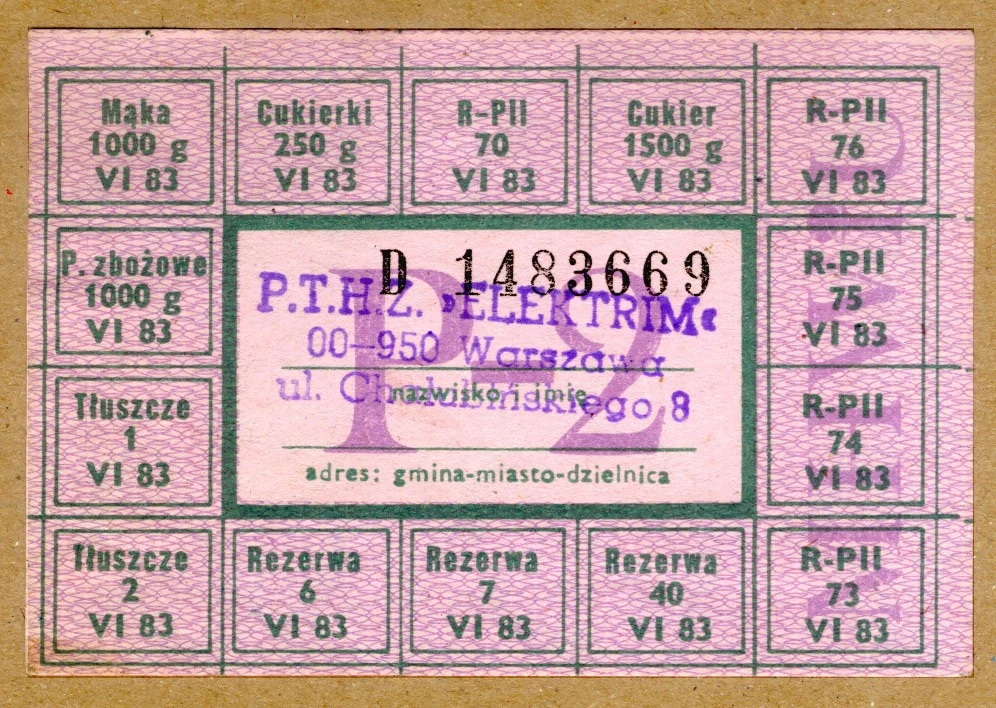 Mąka
1000 g
VI 83
Cukierki
250 g
VI 83
R-PII
70
VI 83
Cukier
1500 g
VI 83
R-PII
76
VI 83
P. zbożowe
1000 g
VI 83
D 1483669
P.T.H.Z. »ELEKTRIM«
00-950 Warszawa
ul. Chałubińskiego 8
P-2
nazwisko i imię
adres: gmina-miasto-dzielnica
R-PII
75
VI 83
Tłuszcze
1
VI 83
R-PII
74
VI 83
Tłuszcze
2
VI 83
Rezerwa
6
VI 83
Rezerwa
7
VI 83
Rezerwa
40
VI 83
R-PII
73
VI 83